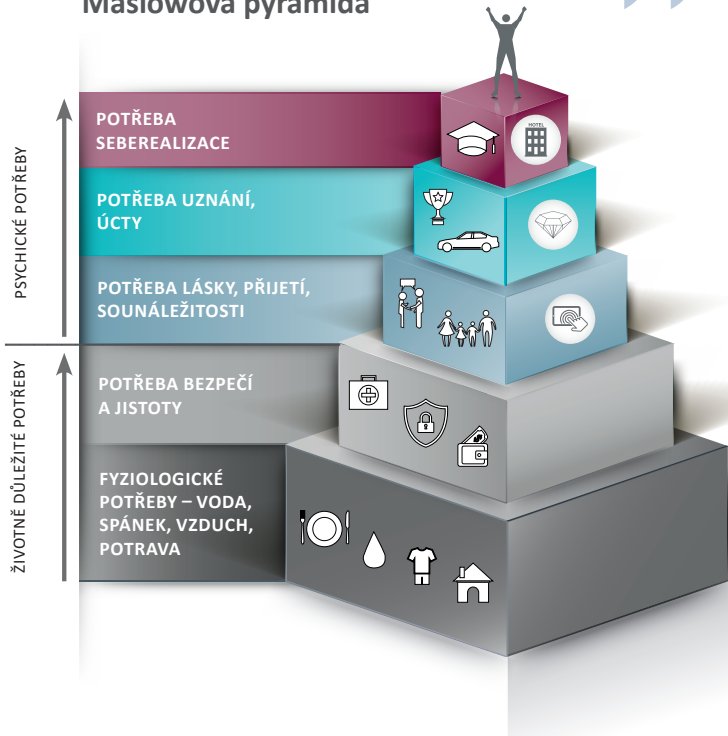 Maslowova pyramida
POTŘEBA
SEBEREALIZACE
HOTEL
POTŘEBA UZNÁNÍ,
ÚCTY
POTŘEBA LÁSKY, PŘIJETÍ,
SOUNÁLEŽITOSTI
POTŘEBA BEZPEČÍ
A JISTOTY
FYZIOLOGICKÉ
POTŘEBY – VODA,
SPÁNEK, VZDUCH,
POTRAVA
PSYCHICKÉ POTŘEBY
ŽIVOTNĚ DŮLEŽITÉ POTŘEBY